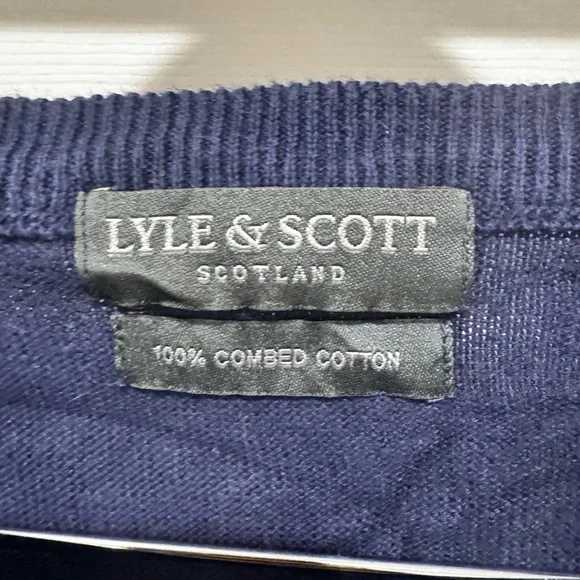 LYLE & SCOTT
SCOTLAND
100% COMBED COTTON